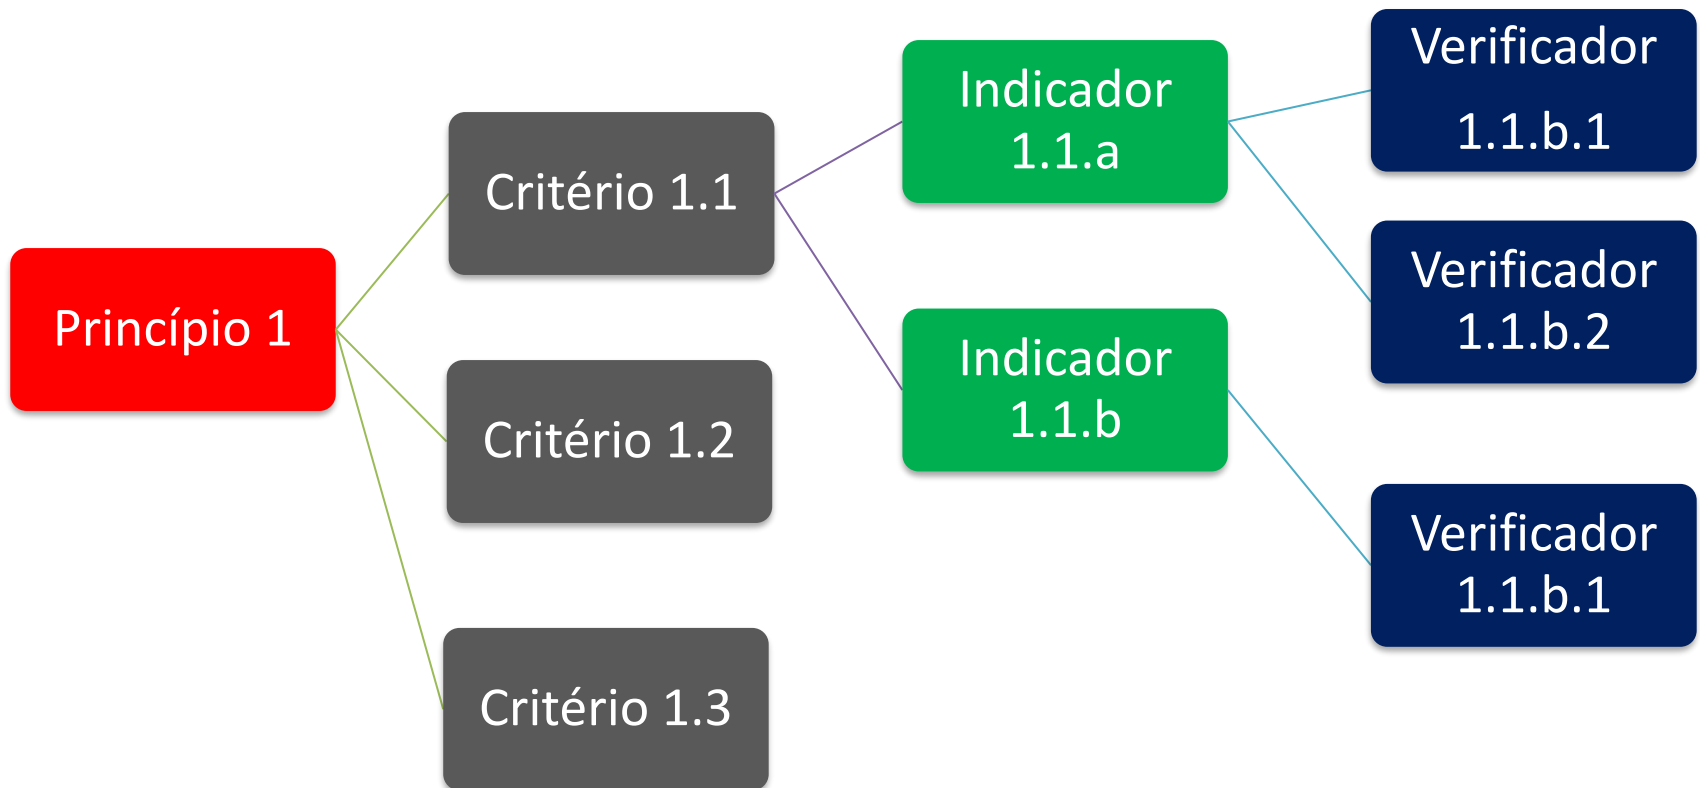 Princípio 1
Critério 1.1
Critério 1.2
Critério 1.3
Indicador
1.1.a
Indicador
1.1.b
Verificador
1.1.b.1
Verificador
1.1.b.2
Verificador
1.1.b.1